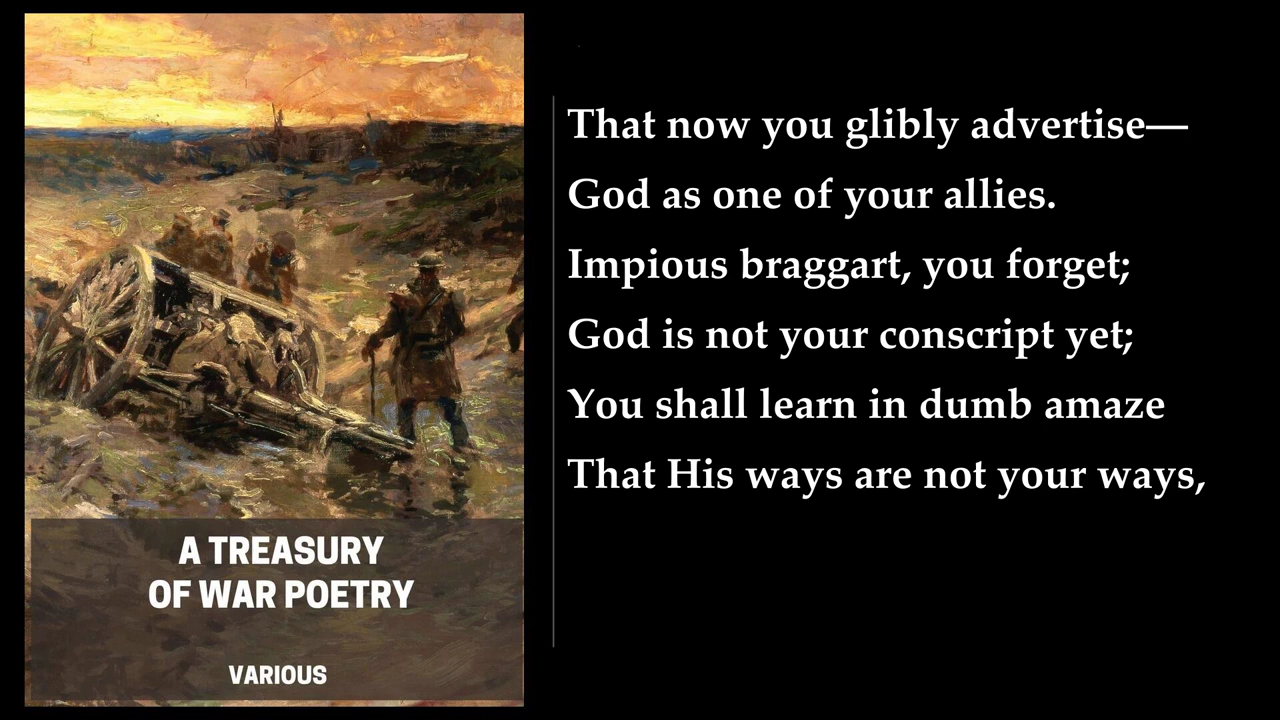 A TREASURY
OF WAR POETRY
VARIOUS
That now you glibly advertise—
God as one of your allies.
Impious braggart, you forget;
God is not your conscript yet;
You shall learn in dumb amaze
That His ways are not your ways,